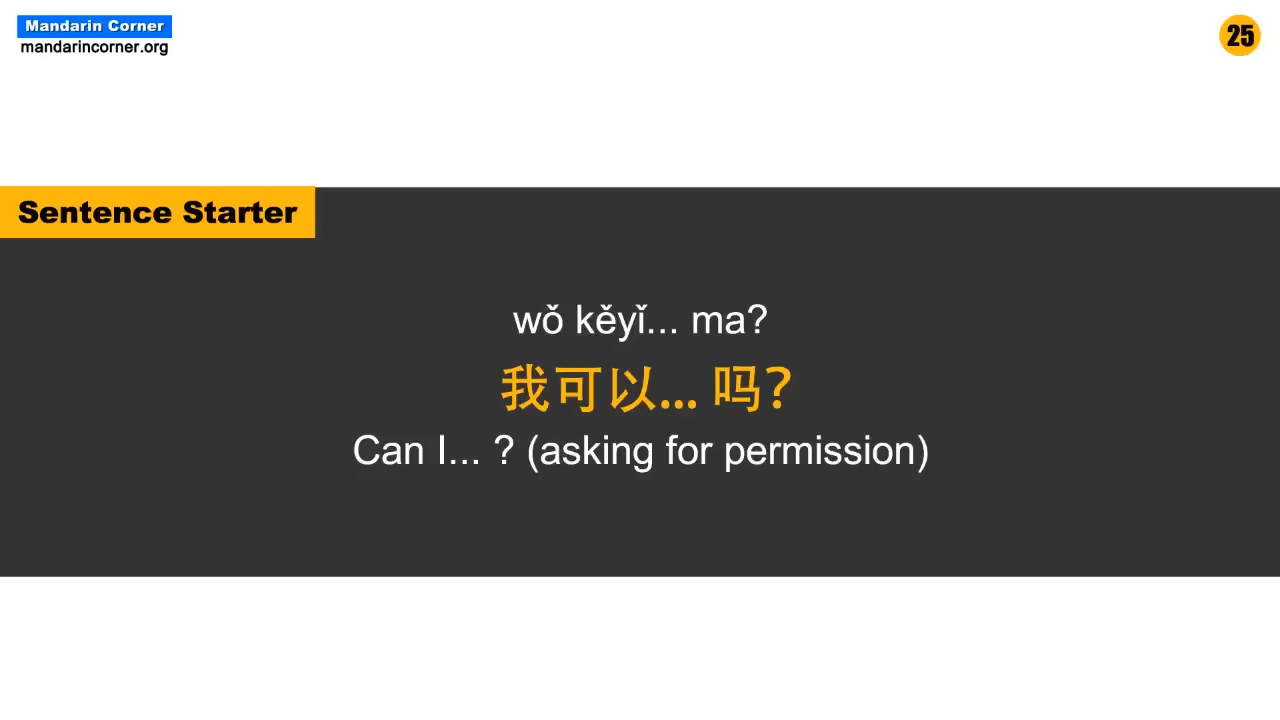 Mandarin Corner
mandarincorner.org
25
Sentence Starter
wǒ kěyǐ... ma?
我可以... 吗?
Can I... ? (asking for permission)